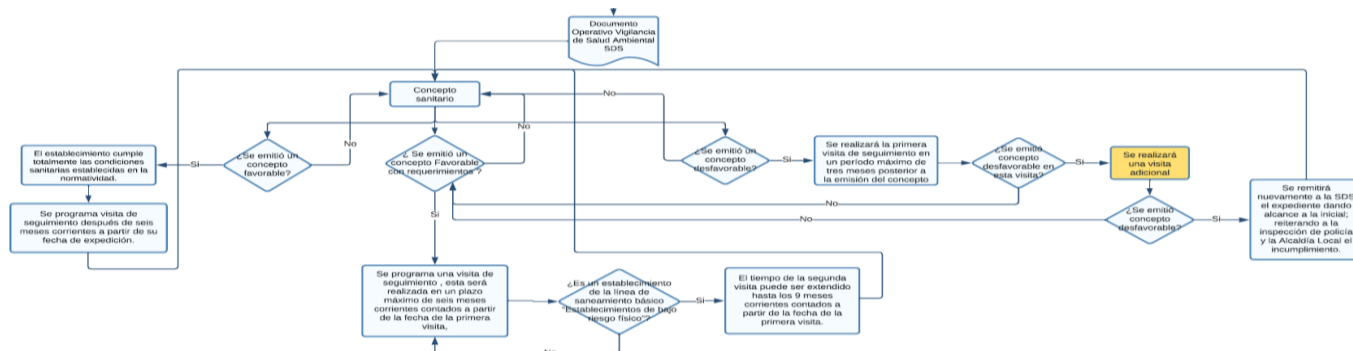 Documento
Operativo Vigilancia
de Salud Ambiental
SDS
Concepto
sanitario
No
No
No
El establecimiento cumple
totalmente las condiciones
sanitarias establecidas en la
normatividad.
Si
¿Se emitió un
concepto
favorable?
¿ Se emitió un
concepto Favorable
con requerimientos ?
¿Se emitió un
concepto
desfavorable?
Si
Se realizará la primera
visita de seguimiento en
un período máximo de
tres meses posterior a
la emisión del concepto
¿Se emitió
concepto
desfavorable en
esta visita?
Si
Se realizará
una visita
adicional
No
No
Se programa visita de
seguimiento después de seis
meses corrientes a partir de su
fecha de expedición.
Si
¿Se emitió
concepto
desfavorable?
Si
Se remitirá
nuevamente a la SDS
el expediente dando
alcance a la inicial;
reiterando a la
inspección de policía
y la Alcaldía Local el
incumplimiento.
Se programa una visita de
seguimiento , esta será
realizada en un plazo
máximo de seis meses
corrientes contados a partir
de la fecha de la primera
visita,
¿Es un establecimiento
de la línea de
saneamiento básico
"Establecimientos de bajo
riesgo físico"?
Si
El tiempo de la segunda
visita puede ser extendido
hasta los 9 meses
corrientes contados a
partir de la fecha de la
primera visita.
No